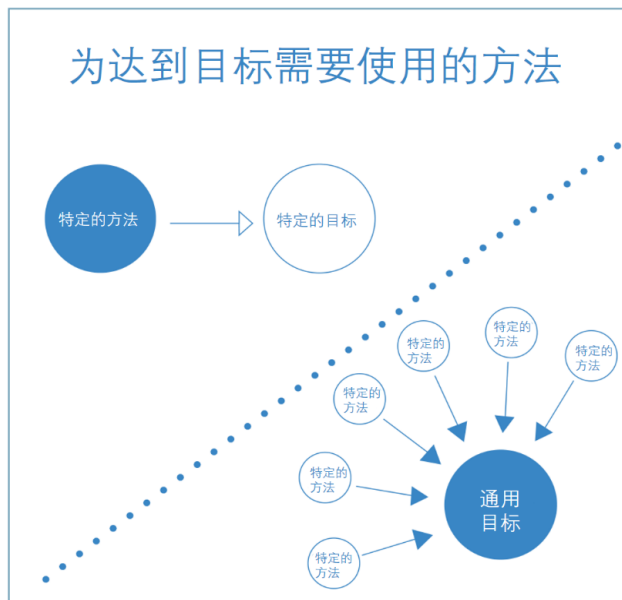 为达到目标需要使用的方法
特定的方法
特定的目标
特定的
方法
特定的
方法
特定的
方法
特定的
方法
特定的
方法
特定的
方法
通用
目标